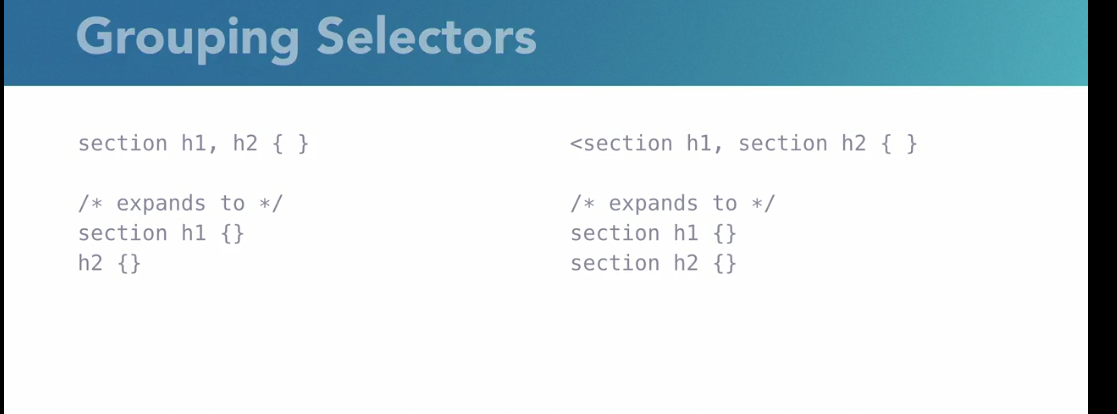 Grouping Selectors
section h1, h2 { }
/* expands to */
section h1 {}
h2 {}
<section h1, section h2 { }
/* expands to */
section h1 {}
section h2 {}